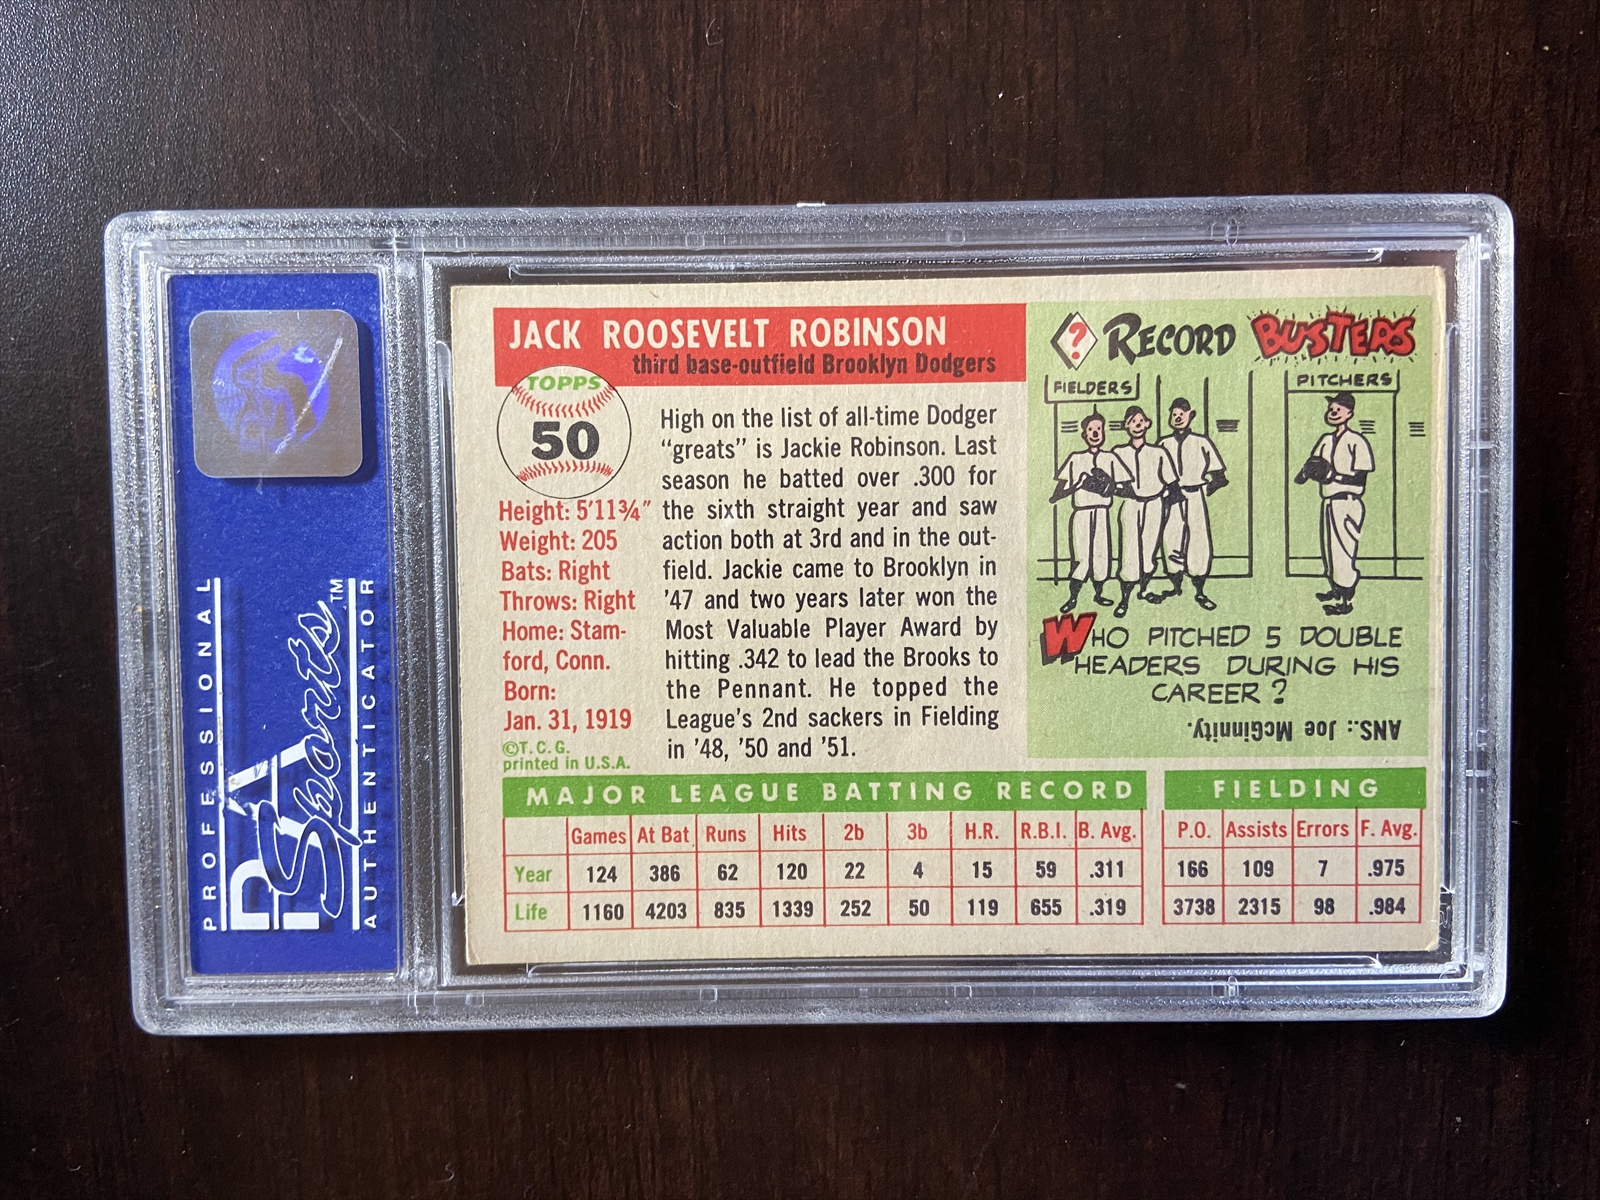 PROFESSIONAL
PSA
Sports™
AUTHENTICATOR
JACK ROOSEVELT ROBINSON
third base-outfield Brooklyn Dodgers
TOPPS
50
Height: 5'11¾"
Weight: 205
Bats: Right
Throws: Right
Home: Stam-
ford, Conn.
Born:
Jan. 31, 1919
©T.C.G.
printed in U.S.A.
High on the list of all-time Dodger
“greats” is Jackie Robinson. Last
season he batted over .300 for
the sixth straight year and saw
action both at 3rd and in the out-
field. Jackie came to Brooklyn in
'47 and two years later won the
Most Valuable Player Award by
hitting .342 to lead the Brooks to
the Pennant. He topped the
League's 2nd sackers in Fielding
in '48, '50 and '51.
? RECORD BUSTERS
FIELDERS
PITCHERS
WHO PITCHED 5 DOUBLE
HEADERS DURING HIS
CAREER?
ANS.: Joe McGinnity.
MAJOR LEAGUE BATTING RECORD
Games At Bat Runs Hits 2b 3b H.R. R.B.I. B. Avg.
Year 124 386 62 120 22 4 15 59 .311
Life 1160 4203 835 1339 252 50 119 655 .319
FIELDING
P.O. Assists Errors F. Avg.
166 109 7 .975
3738 2315 98 .984